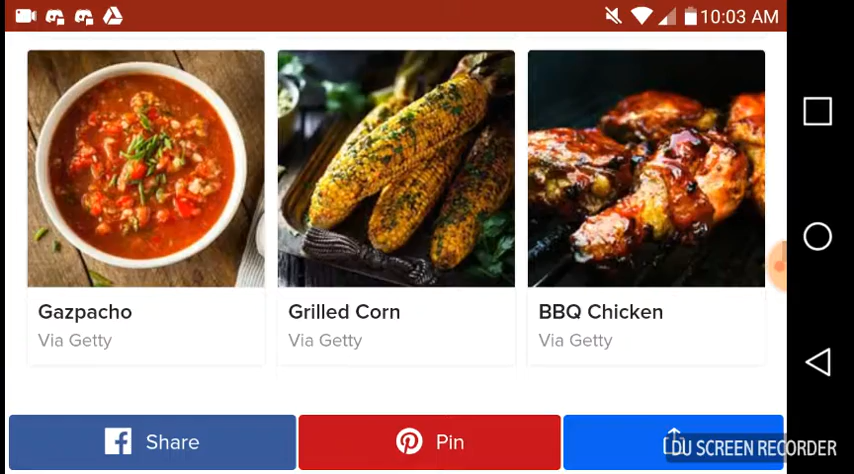 10:03 AM
Gazpacho
Grilled Corn
BBQ Chicken
Via Getty
Via Getty
Via Getty
Share
Pin
DU SCREEN RECORDER